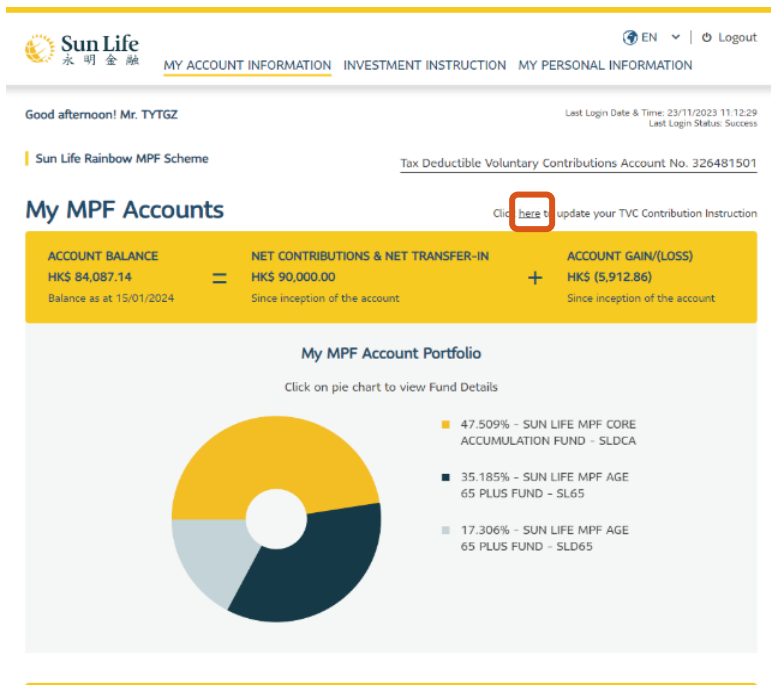 Sun Life
永明金融
EN
Logout
MY ACCOUNT INFORMATION
INVESTMENT INSTRUCTION
MY PERSONAL INFORMATION
Good afternoon! Mr. TYTGZ
Last Login Date & Time: 23/11/2023 11:12:29
Last Login Status: Success
Sun Life Rainbow MPF Scheme
Tax Deductible Voluntary Contributions Account No. 326481501
My MPF Accounts
Click here to update your TVC Contribution Instruction
ACCOUNT BALANCE
HK$ 84,087.14
Balance as at 15/01/2024
=
NET CONTRIBUTIONS & NET TRANSFER-IN
HK$ 90,000.00
Since inception of the account
+
ACCOUNT GAIN/(LOSS)
HK$ (5,912.86)
Since inception of the account
My MPF Account Portfolio
Click on pie chart to view Fund Details
47.509% - SUN LIFE MPF CORE
ACCUMULATION FUND - SLDCA
35.185% - SUN LIFE MPF AGE
65 PLUS FUND - SL65
17.306% - SUN LIFE MPF AGE
65 PLUS FUND - SLD65